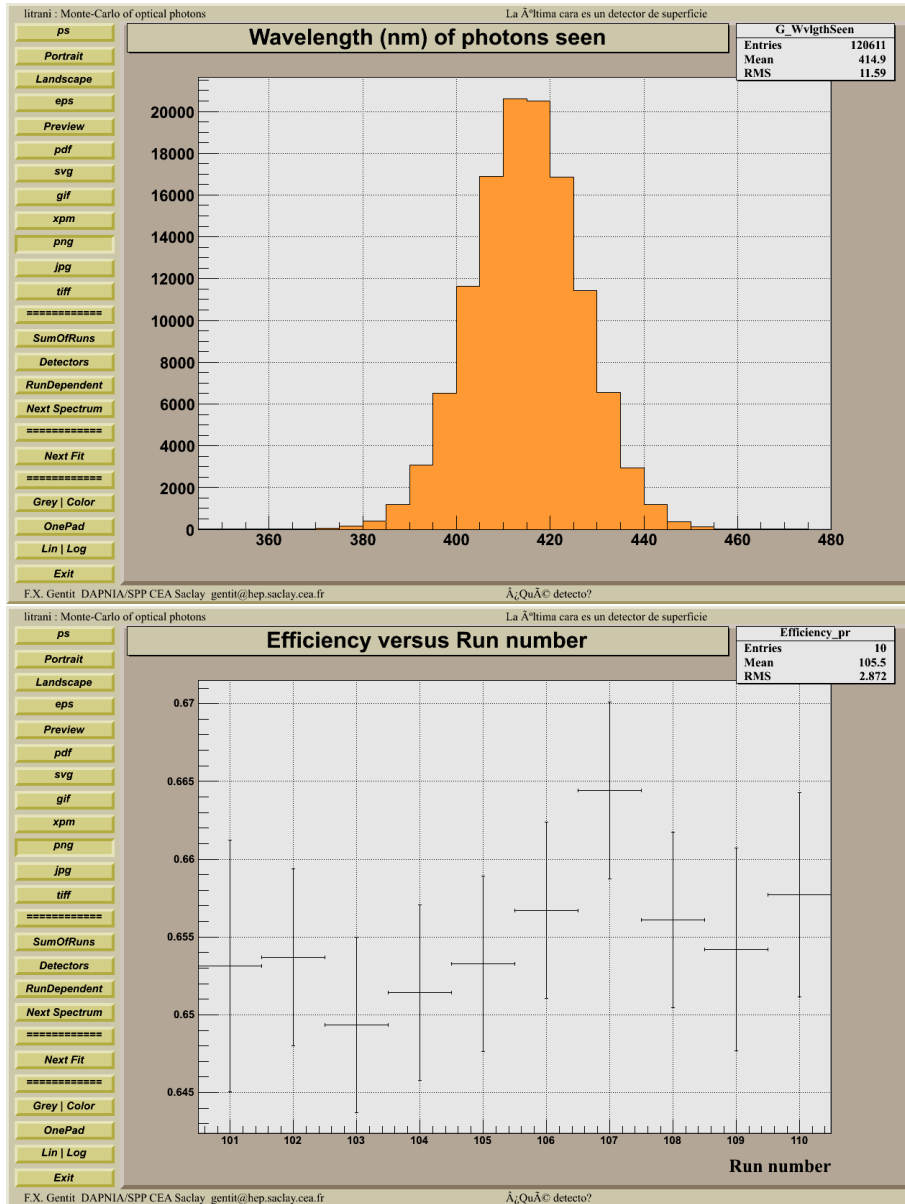 litrani : Monte-Carlo of optical photons
La Ãºltima cara es un detector de superficie
ps
Portrait
Landscape
eps
Preview
pdf
svg
gif
xpm
png
jpg
tiff
============
SumOfRuns
Detectors
RunDependent
Next Spectrum
============
Next Fit
============
Grey | Color
OnePad
Lin | Log
Exit
Wavelength (nm) of photons seen
G_WvlgthSeen
Entries 120611
Mean 414.9
RMS 11.59
20000
18000
16000
14000
12000
10000
8000
6000
4000
2000
0
360 380 400 420 440 460 480
F.X. Gentit DAPNIA/SPP CEA Saclay gentit@hep.saclay.cea.fr
Â¿QuÃ© detecto?
litrani : Monte-Carlo of optical photons
La Ãºltima cara es un detector de superficie
ps
Portrait
Landscape
eps
Preview
pdf
svg
gif
xpm
png
jpg
tiff
============
SumOfRuns
Detectors
RunDependent
Next Spectrum
============
Next Fit
============
Grey | Color
OnePad
Lin | Log
Exit
Efficiency versus Run number
Efficiency_pr
Entries 10
Mean 105.5
RMS 2.872
0.67
0.665
0.66
0.655
0.65
0.645
101 102 103 104 105 106 107 108 109 110
Run number
F.X. Gentit DAPNIA/SPP CEA Saclay gentit@hep.saclay.cea.fr
Â¿QuÃ© detecto?